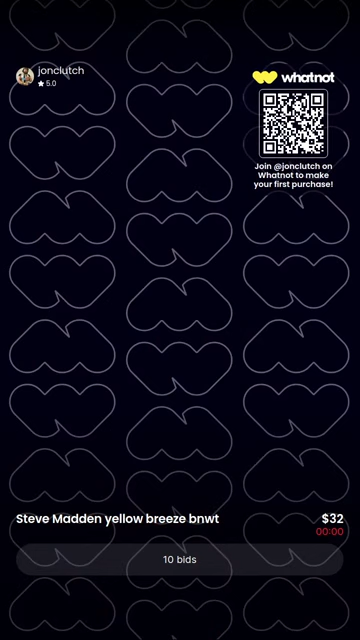 jonclutch
5.0
whatnot
Join @jonclutch on
Whatnot to make
your first purchase!
Steve Madden yellow breeze bnwt
$32
00:00
10 bids